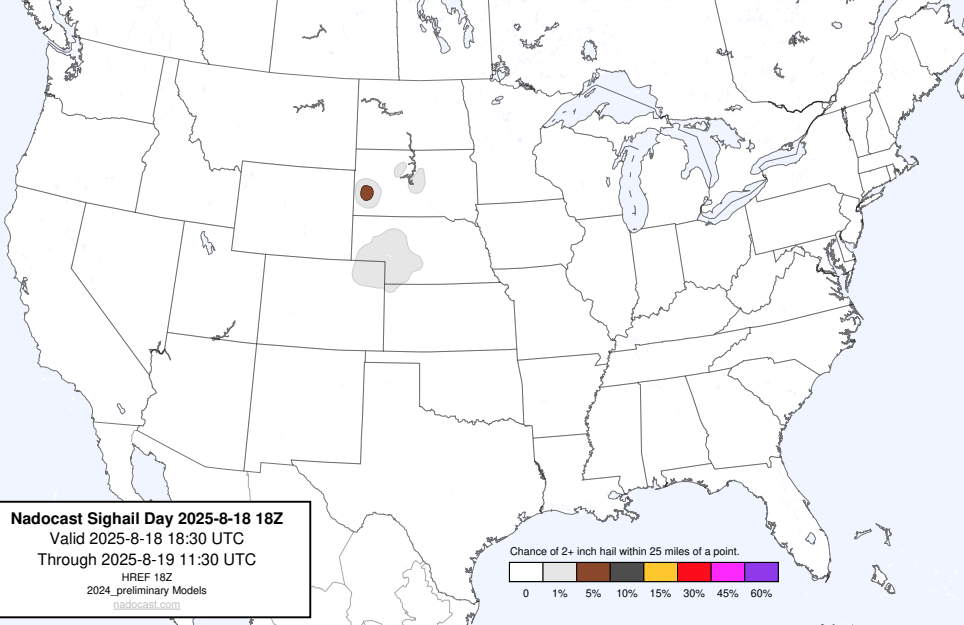 Nadocast Sighail Day 2025-8-18 18Z
Valid 2025-8-18 18:30 UTC
Through 2025-8-19 11:30 UTC
HREF 18Z
2024_preliminary Models
nadocast.com
Chance of 2+ inch hail within 25 miles of a point.
0 1% 5% 10% 15% 30% 45% 60%